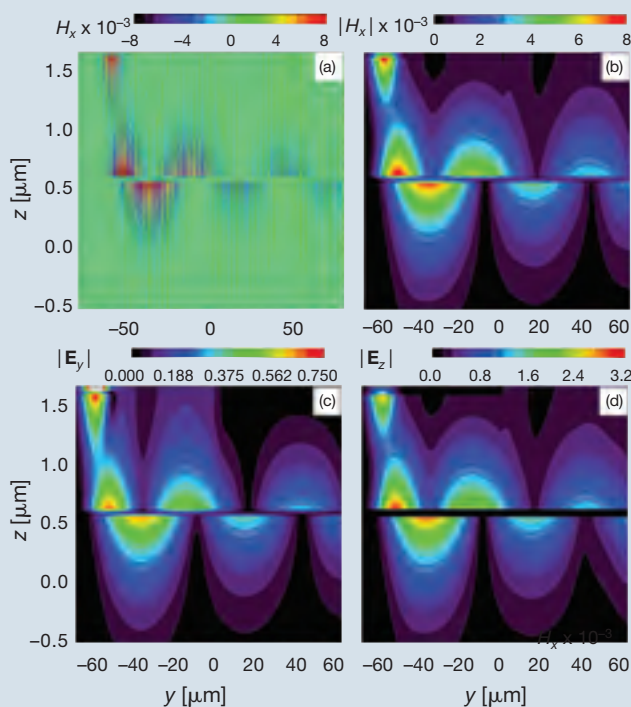 Hₓ x 10⁻³ −8 −4 0 4 8
|Hₓ| x 10⁻³ 0 2 4 6 8
(a)
(b)
z [μm]
1.5
1.0
0.5
0.0
−0.5
−50 0 50
−60 −40 −20 0 20 40 60
|E_y| 0.000 0.188 0.375 0.562 0.750
|E_z| 0.0 0.8 1.6 2.4 3.2
(c)
(d)
z [μm]
1.5
1.0
0.5
0.0
−0.5
Hₓ x 10⁻³
−60 −40 −20 0 20 40 60
−60 −40 −20 0 20 40 60
y [μm]
y [μm]